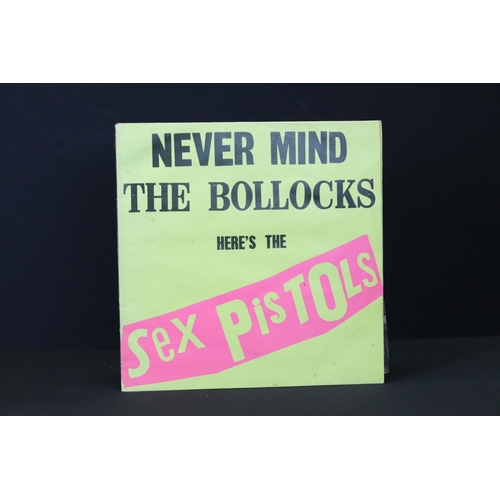 NEVER MIND
THE BOLLOCKS
HERE'S THE
Sex PiSTOLs